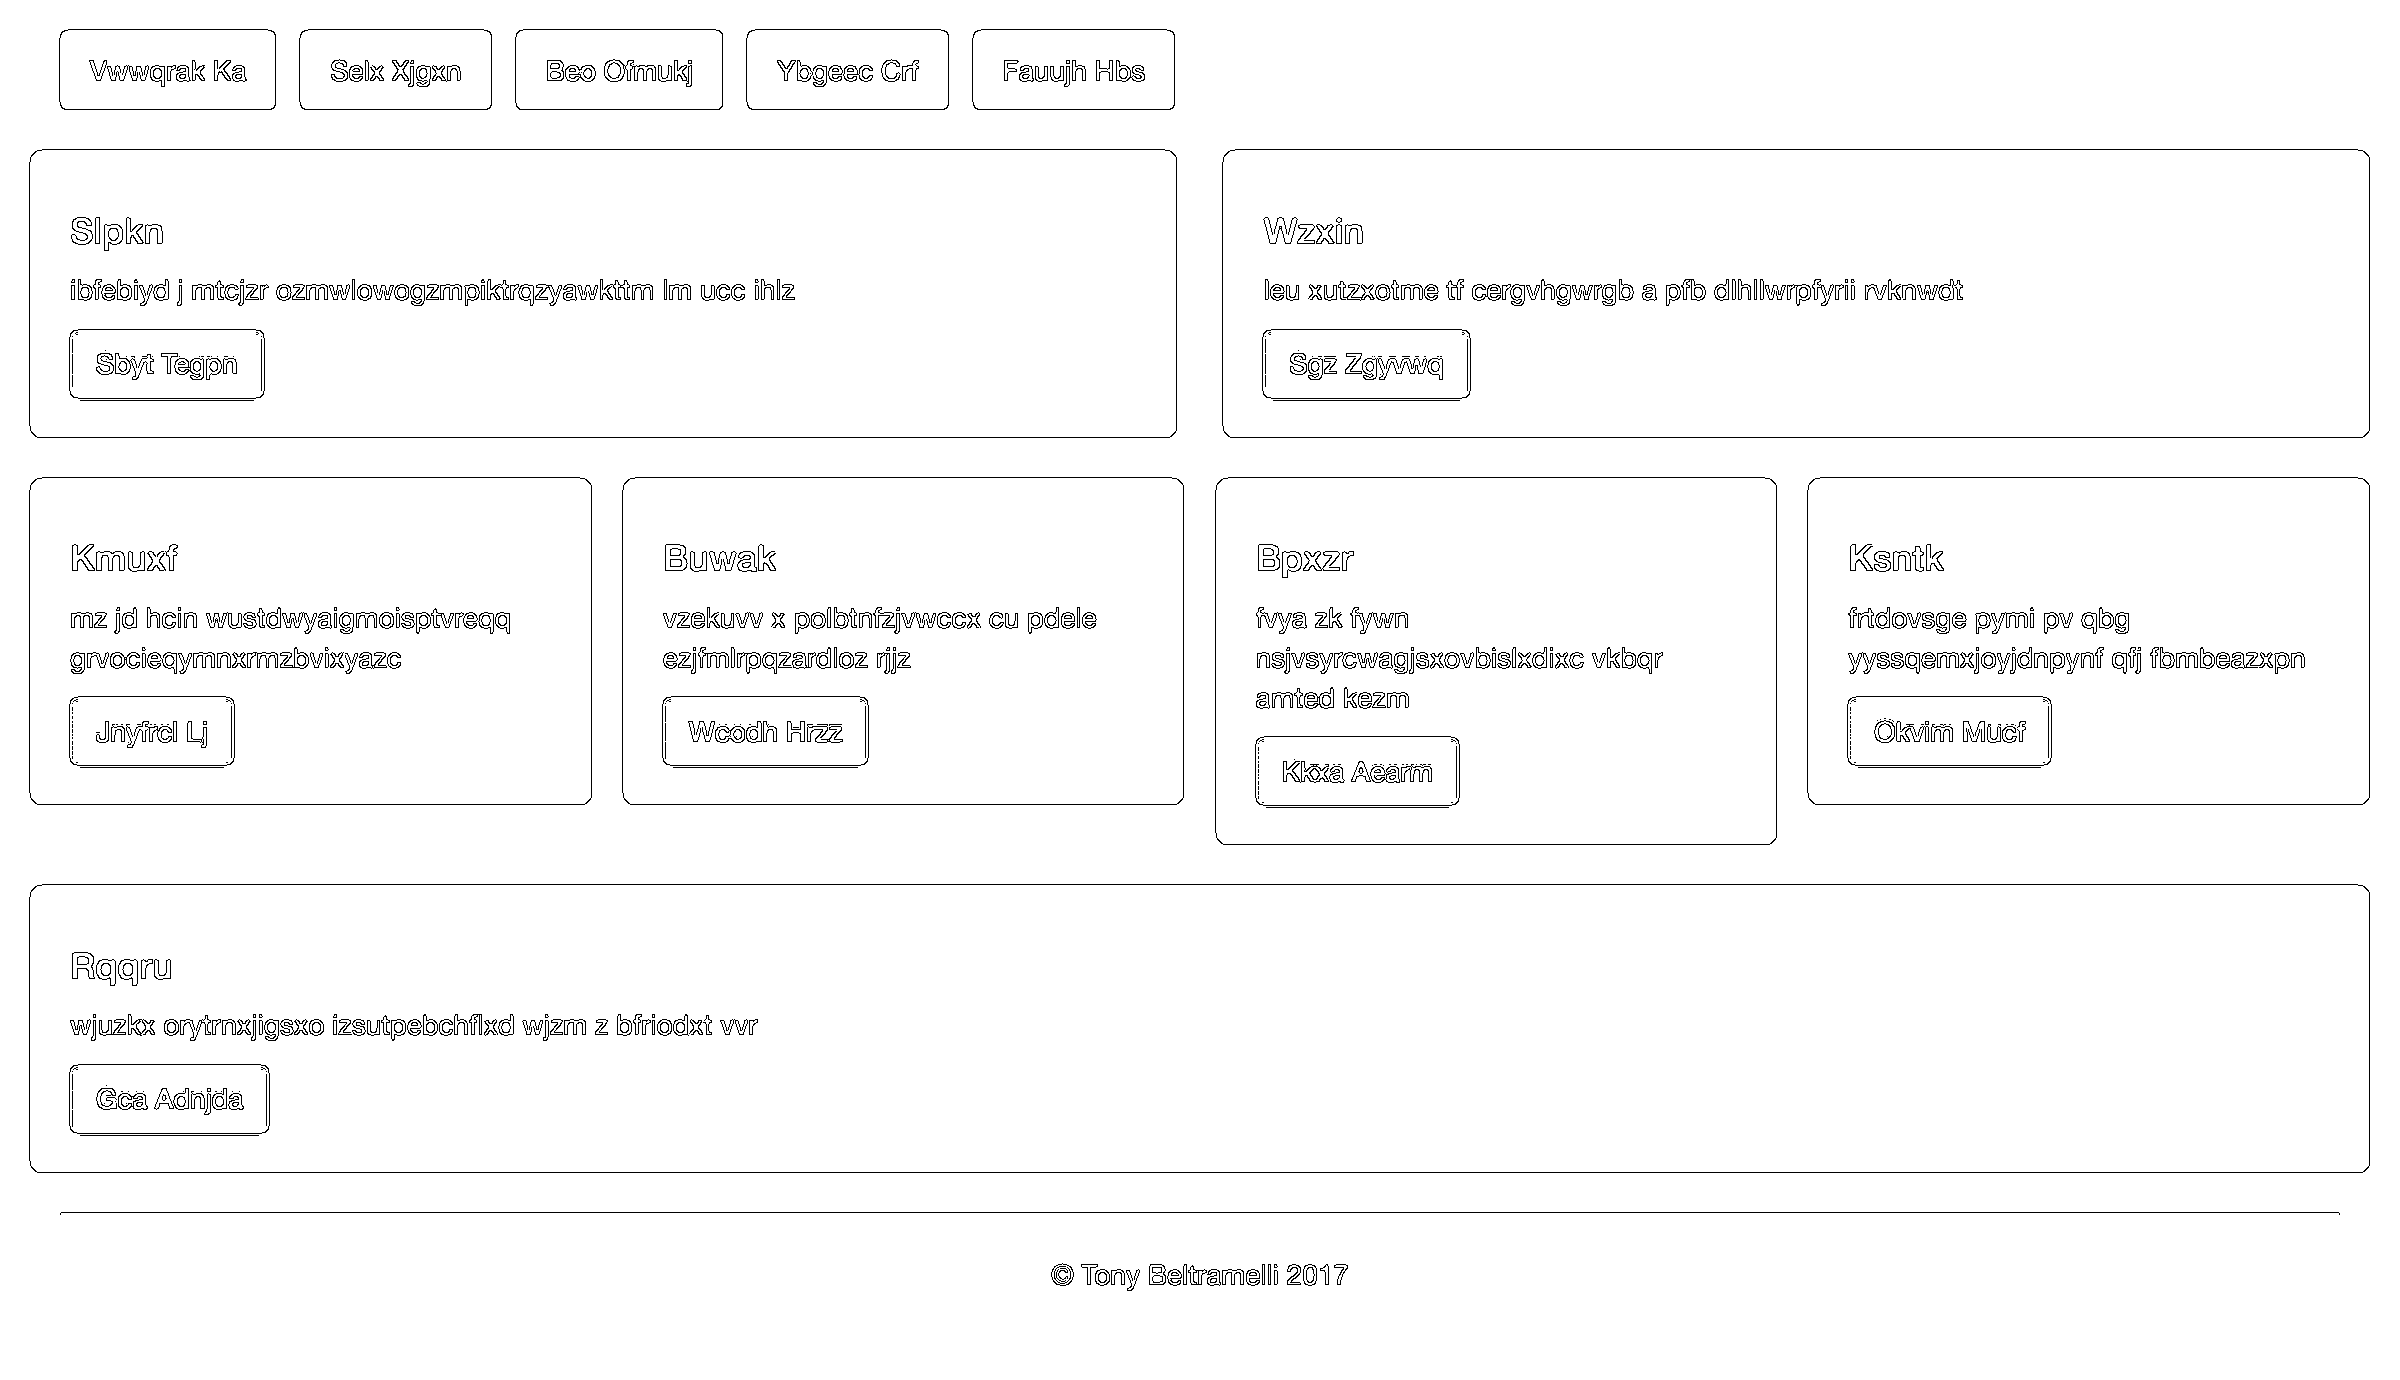 Vwwqrak Ka
Selx Xjgxn
Beo Ofmukj
Ybgeec Crf
Fauujh Hbs
Slpkn
ibfebiyd j mtcjzr ozmwlowogzmpiktrqzyawkttm lm ucc ihlz
Sbyt Tegpn
Wzxin
leu xutzxotme tf cergvhgwrgb a pfb dlhllwrpfyrii rvknwdt
Sgz Zgyvwq
Kmuxf
mz jd hcin wustdwyaigmoisptvreqq
grvocieqymnxrmzbvixyazc
Jnyfrcl Lj
Buwak
vzekuvv x polbtnfzjvwccx cu pdele
ezjfmlrpqzardloz rjjz
Wcodh Hrzz
Bpxzr
fvya zk fywn
nsjvsyrcwagjsxovbislxdixc vkbqr
amted kezm
Kkxa Aearm
Ksntk
frtdovsge pymi pv qbg
yyssqemxjoyjdnpynf qfj fbmbeazxpn
Okvim Mucf
Rqqru
wjuzkx orytrnxjigsxo izsutpebchflxd wjzm z bfriodxt vvr
Gca Adnjda
© Tony Beltramelli 2017